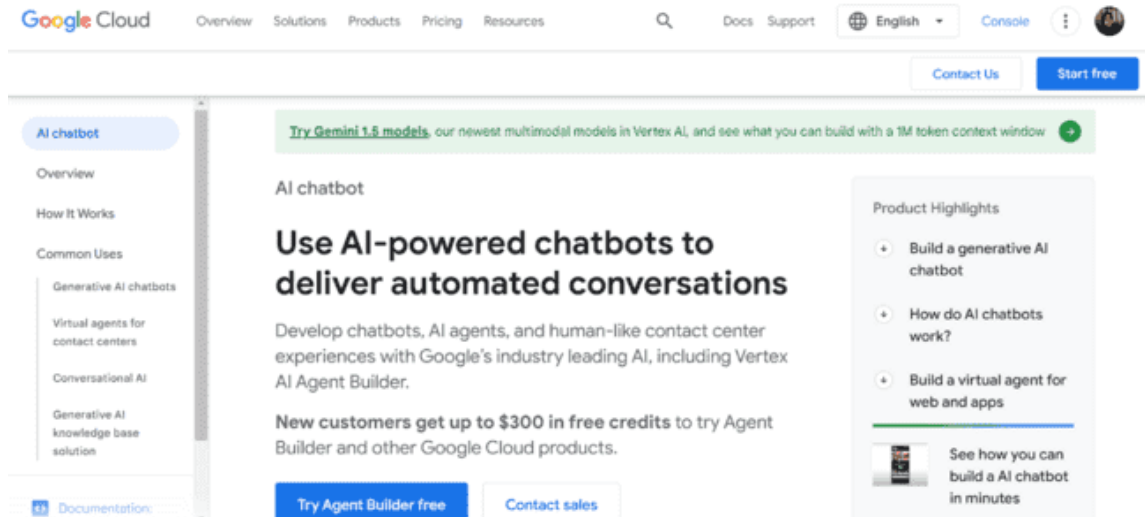 Google Cloud Overview Solutions Products Pricing Resources Docs Support English Console
Contact Us Start free
AI chatbot
Overview
How It Works
Common Uses
Generative AI chatbots
Virtual agents for
contact centers
Conversational AI
Generative AI
knowledge base
solution
Documentation:
Try Gemini 1.5 models, our newest multimodal models in Vertex AI, and see what you can build with a 1M token context window
AI chatbot
Use AI-powered chatbots to
deliver automated conversations
Develop chatbots, AI agents, and human-like contact center
experiences with Google's industry leading AI, including Vertex
AI Agent Builder.
New customers get up to $300 in free credits to try Agent
Builder and other Google Cloud products.
Try Agent Builder free Contact sales
Product Highlights
Build a generative AI
chatbot
How do AI chatbots
work?
Build a virtual agent for
web and apps
See how you can
build a AI chatbot
in minutes